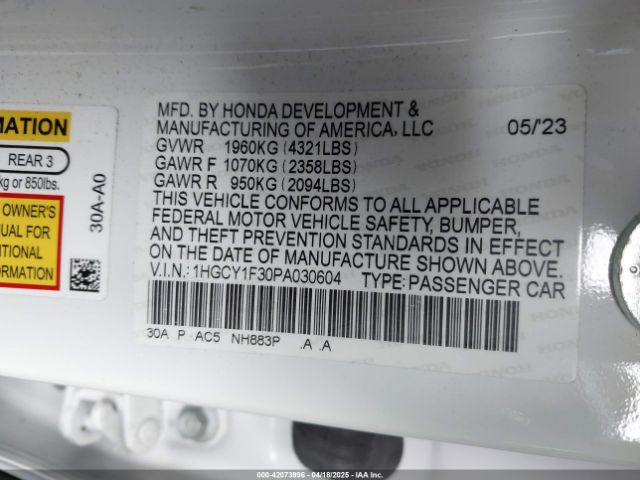 MATION
REAR 3
kg or 850lbs.
OWNER'S
NUAL FOR
ITIONAL
FORMATION
30A-A0
MFD. BY HONDA DEVELOPMENT &
MANUFACTURING OF AMERICA, LLC 05/'23
GVWR 1960KG (4321LBS)
GAWR F 1070KG (2358LBS)
GAWR R 950KG (2094LBS)
THIS VEHICLE CONFORMS TO ALL APPLICABLE
FEDERAL MOTOR VEHICLE SAFETY, BUMPER,
AND THEFT PREVENTION STANDARDS IN EFFECT
ON THE DATE OF MANUFACTURE SHOWN ABOVE.
V.I.N.: 1HGCY1F30PA030604 TYPE: PASSENGER CAR
30A P AC5 NH883P .A .A
000-42073996 - 04/18/2025 - IAA Inc.